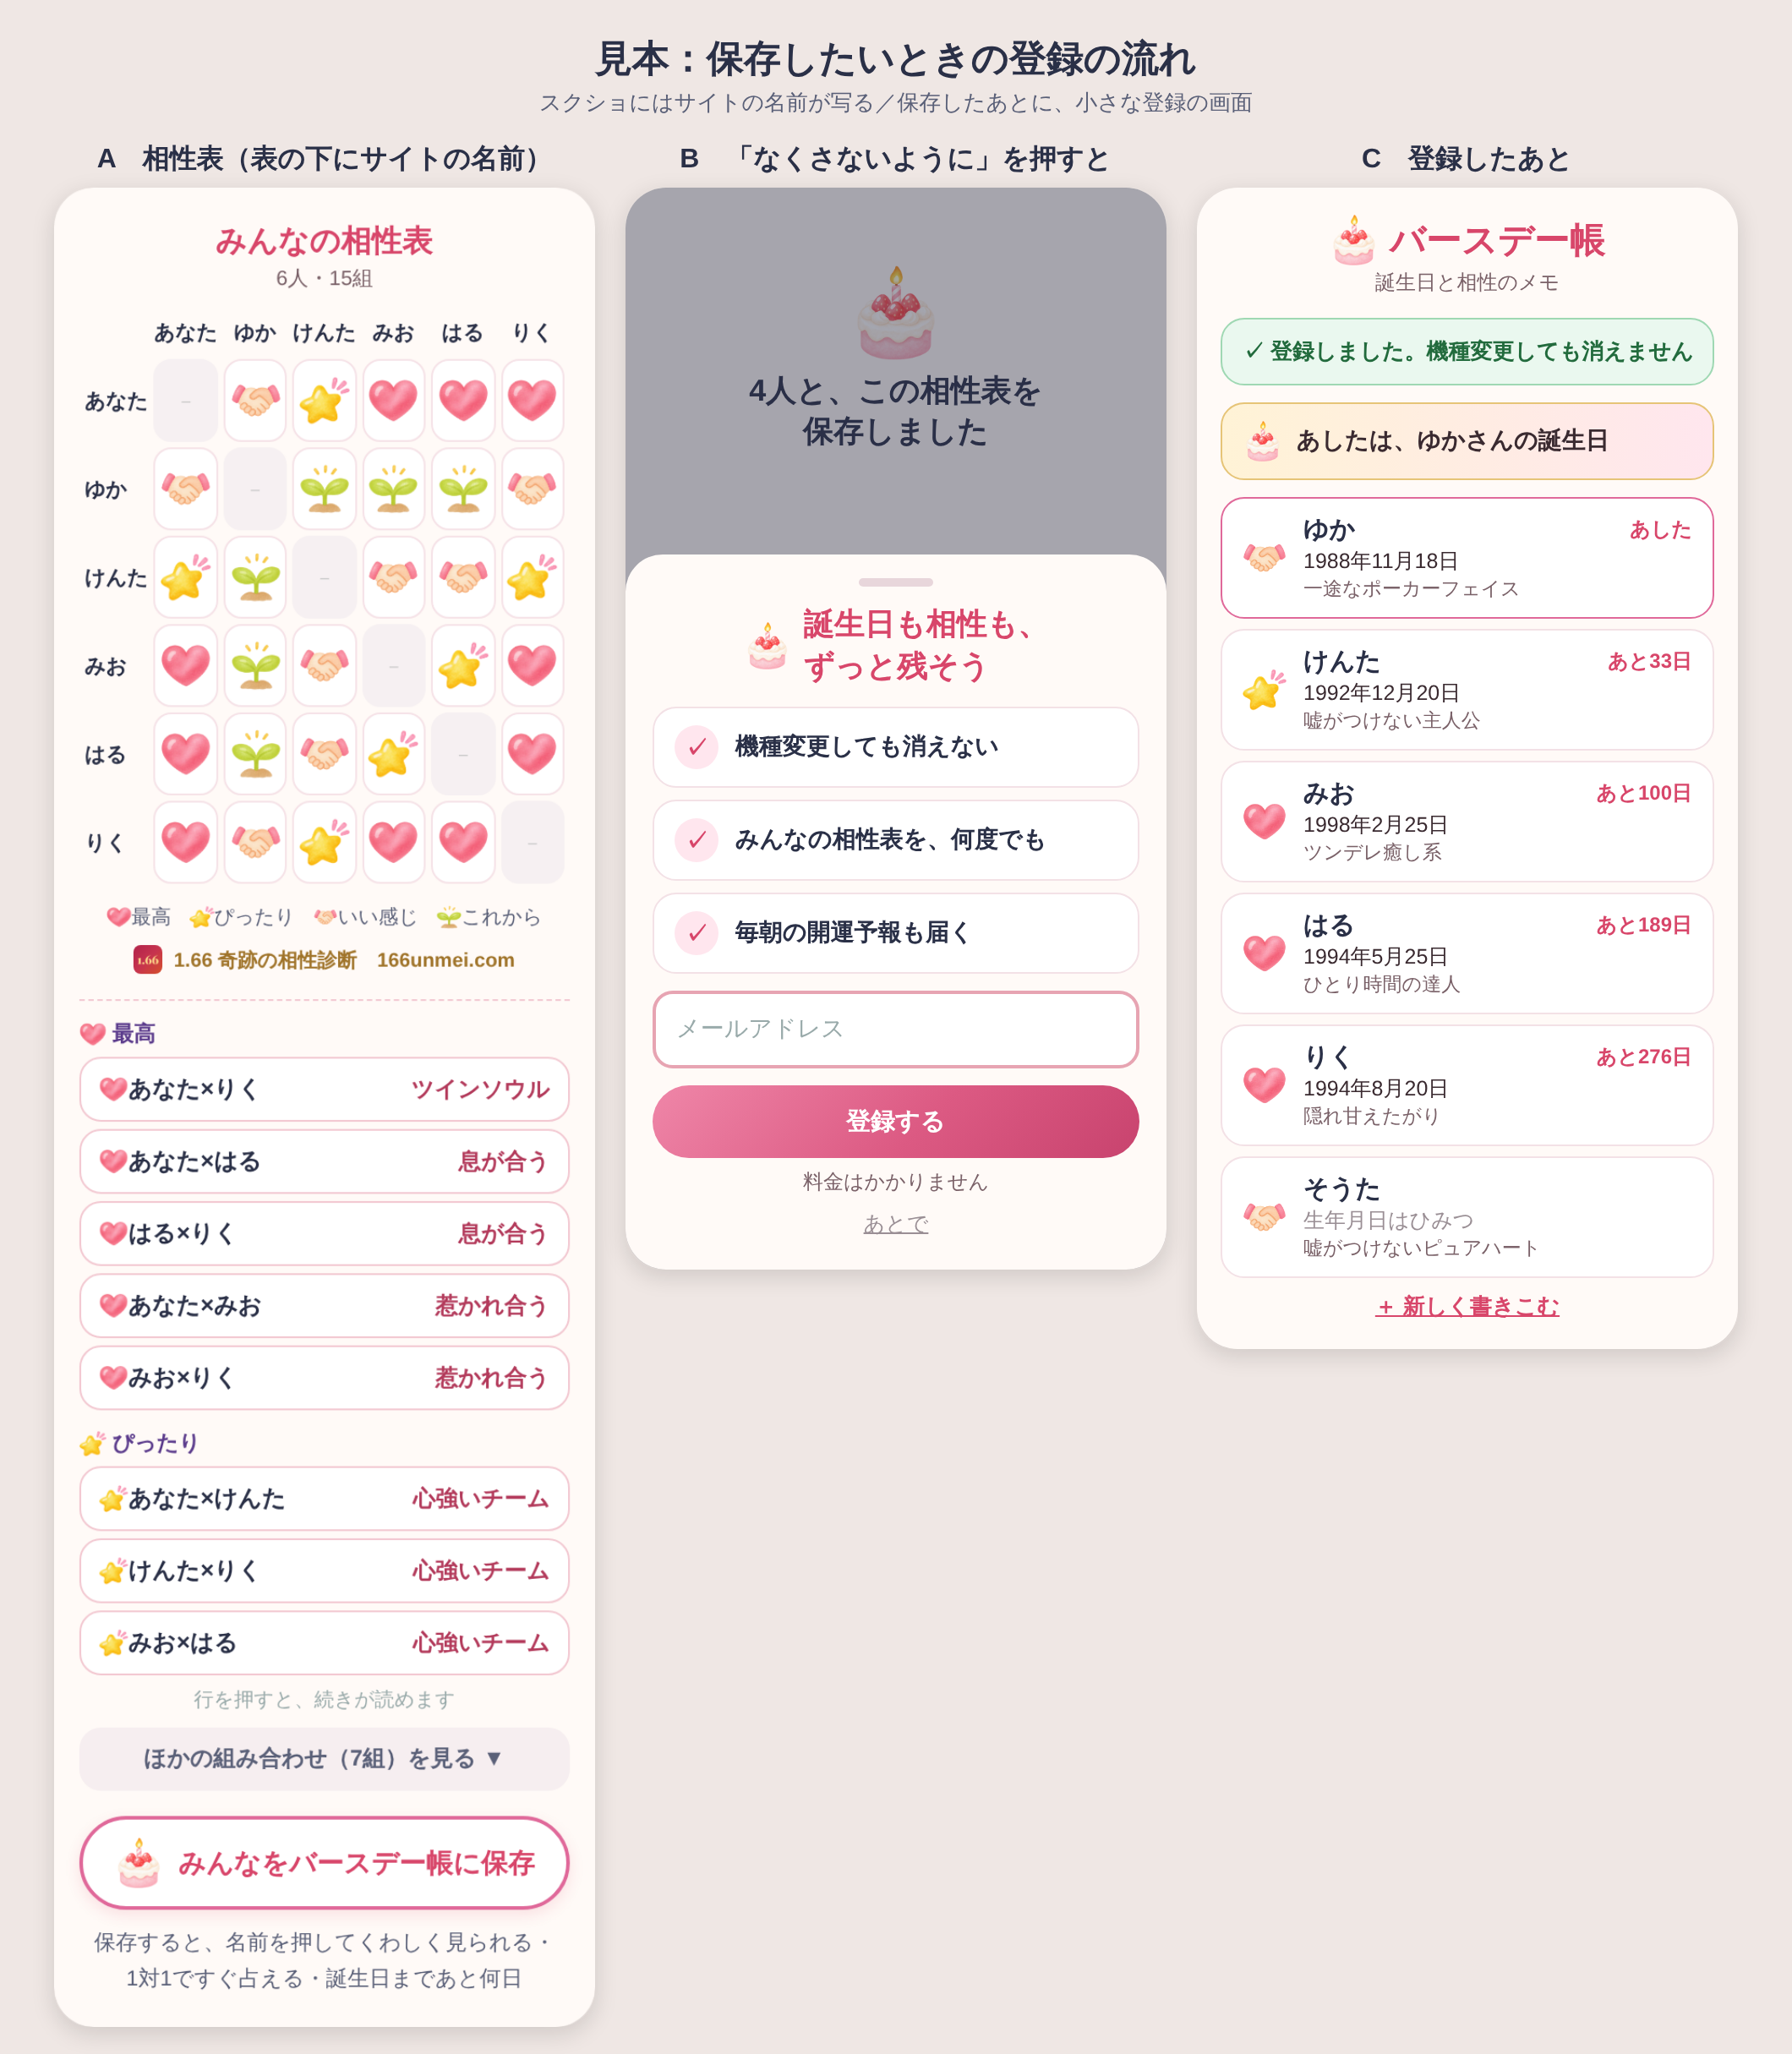 見本：保存したいときの登録の流れ
スクショにはサイトの名前が写る／保存したあとに、小さな登録の画面
A　相性表（表の下にサイトの名前）
みんなの相性表
6人・15組
あなた ゆか けんた みお はる りく
あなた –
ゆか –
けんた –
みお –
はる –
りく –
最高 ぴったり いい感じ これから
1.66 1.66 奇跡の相性診断　166unmei.com
最高
あなた×りく ツインソウル
あなた×はる 息が合う
はる×りく 息が合う
あなた×みお 惹かれ合う
みお×りく 惹かれ合う
ぴったり
あなた×けんた 心強いチーム
けんた×りく 心強いチーム
みお×はる 心強いチーム
行を押すと、続きが読めます
ほかの組み合わせ（7組）を見る ▼
みんなをバースデー帳に保存
保存すると、名前を押してくわしく見られる・
1対1ですぐ占える・誕生日まであと何日
B　「なくさないように」を押すと
4人と、この相性表を
保存しました
誕生日も相性も、
ずっと残そう
✓ 機種変更しても消えない
✓ みんなの相性表を、何度でも
✓ 毎朝の開運予報も届く
メールアドレス
登録する
料金はかかりません
あとで
C　登録したあと
バースデー帳
誕生日と相性のメモ
✓ 登録しました。機種変更しても消えません
あしたは、ゆかさんの誕生日
ゆか あした
1988年11月18日
一途なポーカーフェイス
けんた あと33日
1992年12月20日
嘘がつけない主人公
みお あと100日
1998年2月25日
ツンデレ癒し系
はる あと189日
1994年5月25日
ひとり時間の達人
りく あと276日
1994年8月20日
隠れ甘えたがり
そうた
生年月日はひみつ
嘘がつけないピュアハート
＋ 新しく書きこむ